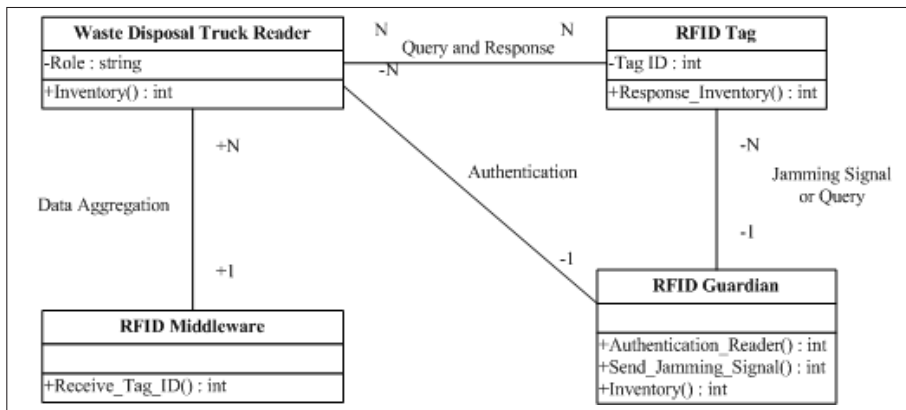 Waste Disposal Truck Reader
-Role : string
+Inventory() : int
N
N
Query and Response
-N
RFID Tag
-Tag ID : int
+Response_Inventory() : int
+N
Data Aggregation
+1
Authentication
-1
-N
Jamming Signal
or Query
-1
RFID Middleware
+Receive_Tag_ID() : int
RFID Guardian
+Authentication_Reader() : int
+Send_Jamming_Signal() : int
+Inventory() : int